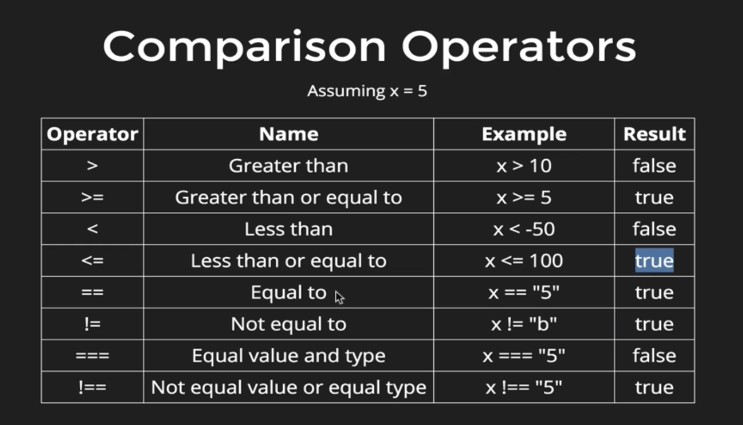 Comparison Operators
Assuming x = 5
Operator Name Example Result
> Greater than x > 10 false
>= Greater than or equal to x >= 5 true
< Less than x < -50 false
<= Less than or equal to x <= 100 true
== Equal to x == "5" true
!= Not equal to x != "b" true
=== Equal value and type x === "5" false
!== Not equal value or equal type x !== "5" true